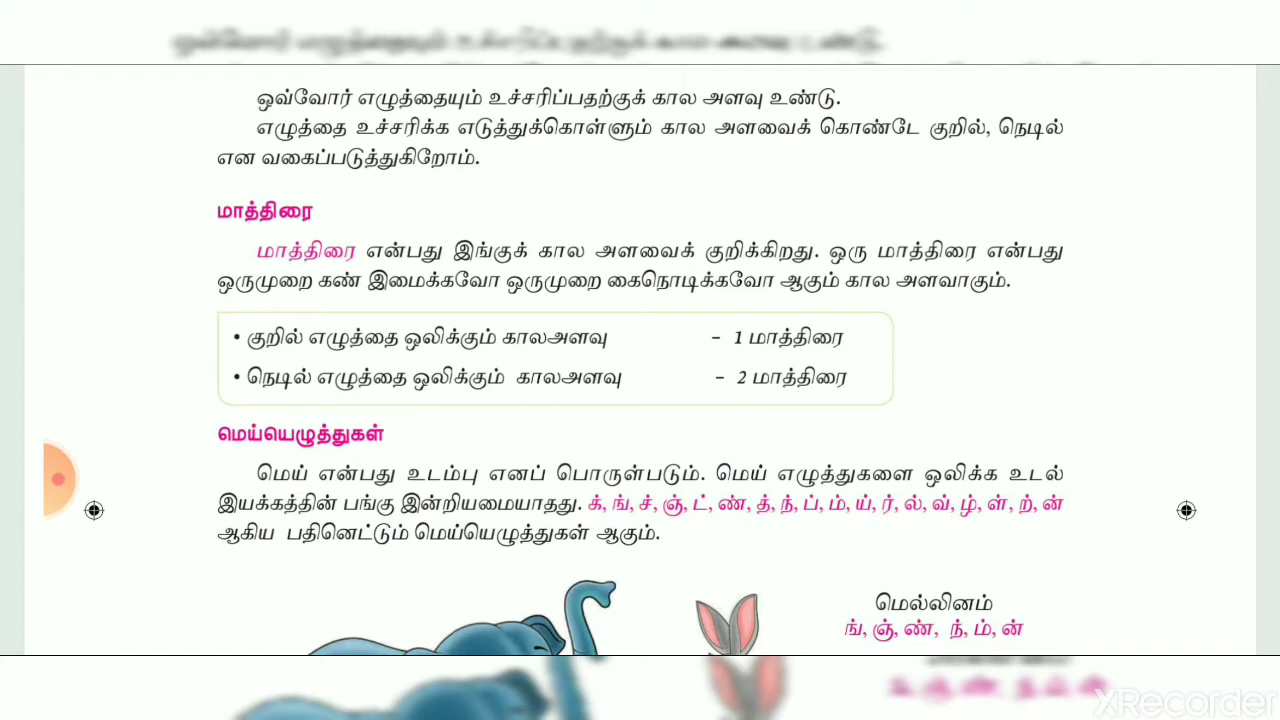 ஒவ்வோர் எழுத்தையும் உச்சரிப்பதற்குக் கால அளவு உண்டு.
எழுத்தை உச்சரிக்க எடுத்துக்கொள்ளும் கால அளவைக் கொண்டே குறில், நெடில்
என வகைப்படுத்துகிறோம்.
மாத்திரை
மாத்திரை என்பது இங்குக் கால அளவைக் குறிக்கிறது. ஒரு மாத்திரை என்பது
ஒருமுறை கண் இமைக்கவோ ஒருமுறை கைநொடிக்கவோ ஆகும் கால அளவாகும்.
• குறில் எழுத்தை ஒலிக்கும் காலஅளவு - 1 மாத்திரை
• நெடில் எழுத்தை ஒலிக்கும் காலஅளவு - 2 மாத்திரை
மெய்யெழுத்துகள்
மெய் என்பது உடம்பு எனப் பொருள்படும். மெய் எழுத்துகளை ஒலிக்க உடல்
இயக்கத்தின் பங்கு இன்றியமையாதது. க், ங், ச், ஞ், ட், ண், த், ந், ப், ம், ய், ர், ல், வ், ழ், ள், ற், ன்
ஆகிய பதினெட்டும் மெய்யெழுத்துகள் ஆகும்.
மெல்லினம்
ங், ஞ், ண், ந், ம், ன்
XRecorder